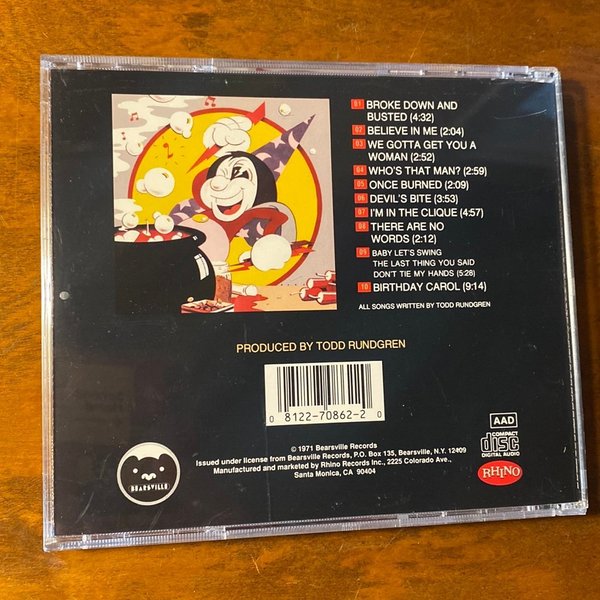 01 BROKE DOWN AND
BUSTED (4:32)
02 BELIEVE IN ME (2:04)
03 WE GOTTA GET YOU A
WOMAN (2:52)
04 WHO'S THAT MAN? (2:59)
05 ONCE BURNED (2:09)
06 DEVIL'S BITE (3:53)
07 I'M IN THE CLIQUE (4:57)
08 THERE ARE NO
WORDS (2:12)
09 BABY LET'S SWING
THE LAST THING YOU SAID
DON'T TIE MY HANDS (5:28)
10 BIRTHDAY CAROL (9:14)
ALL SONGS WRITTEN BY TODD RUNDGREN
PRODUCED BY TODD RUNDGREN
0 8122-70862-2 0
© 1971 Bearsville Records
Issued under license from Bearsville Records, P.O. Box 135, Bearsville, N.Y. 12409
Manufactured and marketed by Rhino Records Inc., 2225 Colorado Ave.,
Santa Monica, CA 90404
BEARSVILLE
AAD
COMPACT
disc
DIGITAL AUDIO
RHINO